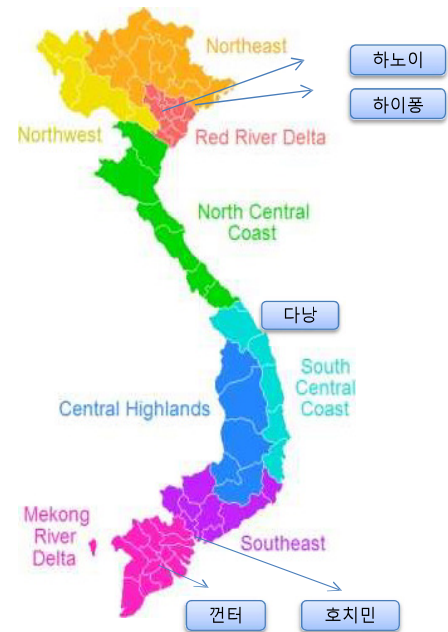 Northeast
하노이
하이퐁
Northwest
Red River Delta
North Central
Coast
다낭
South
Central
Coast
Central Highlands
Mekong
River
Delta
Southeast
껀터
호치민